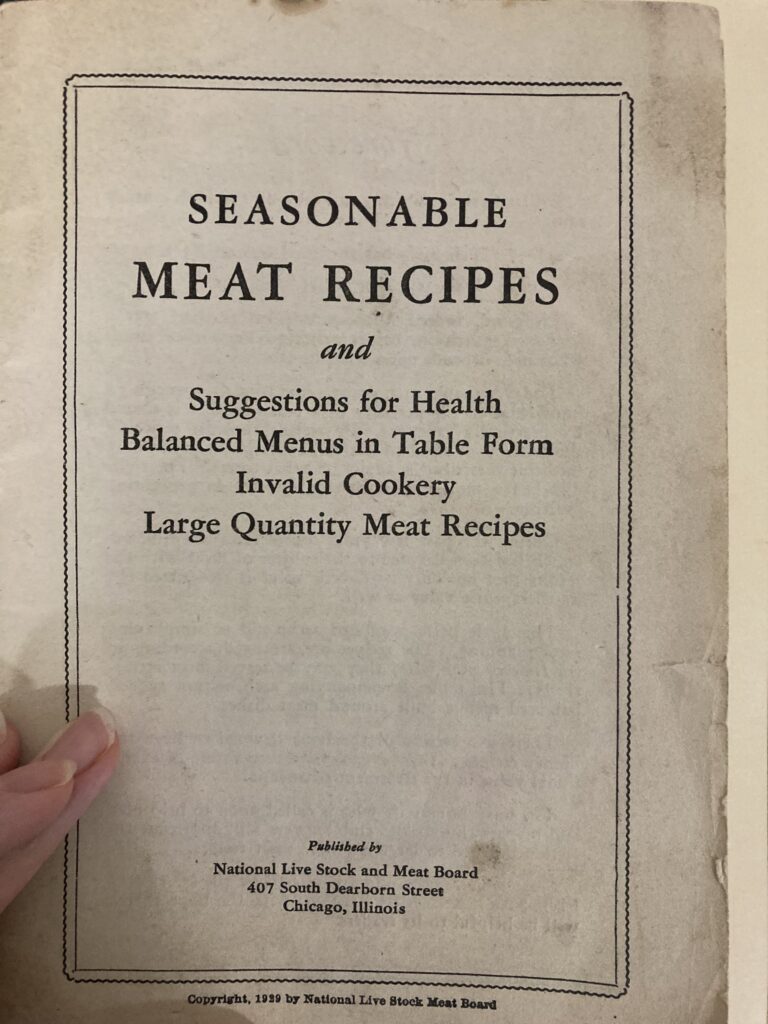 SEASONABLE
MEAT RECIPES
and
Suggestions for Health
Balanced Menus in Table Form
Invalid Cookery
Large Quantity Meat Recipes
Published by
National Live Stock and Meat Board
407 South Dearborn Street
Chicago, Illinois
Copyright, 1929 by National Live Stock Meat Board